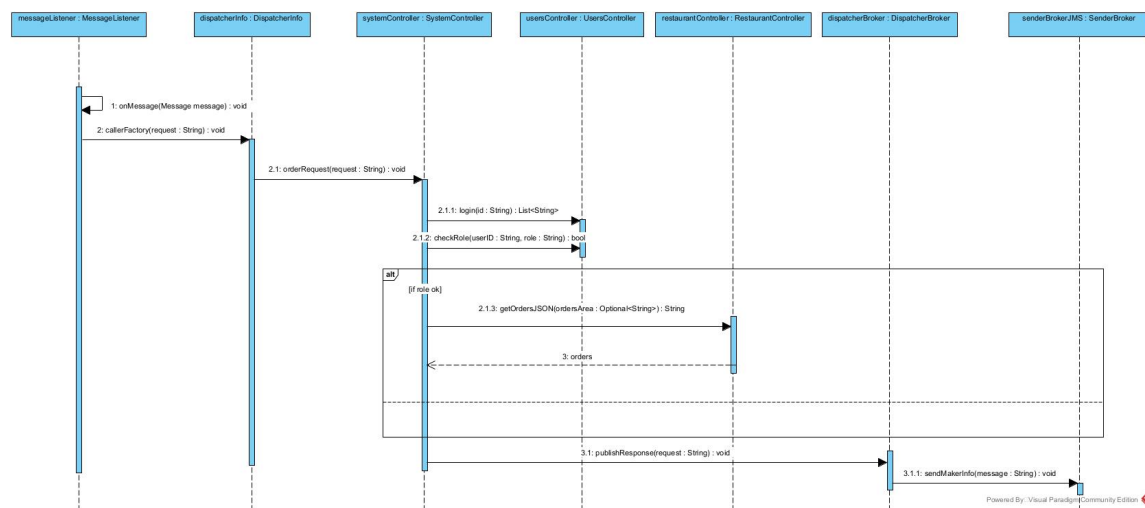 messageListener : MessageListener
dispatcherInfo : DispatcherInfo
systemController : SystemController
usersController : UsersController
restaurantController : RestaurantController
dispatcherBroker : DispatcherBroker
senderBrokerJMS : SenderBroker
1: onMessage(Message message) : void
2: callerFactory(request : String) : void
2.1: orderRequest(request : String) : void
2.1.1: login(id : String) : List<String>
2.1.2: checkRole(userID : String, role : String) : bool
alt
[if role ok]
2.1.3: getOrdersJSON(ordersArea : Optional<String>) : String
3: orders
3.1: publishResponse(request : String) : void
3.1.1: sendMakerInfo(message : String) : void
Powered By: Visual Paradigm Community Edition